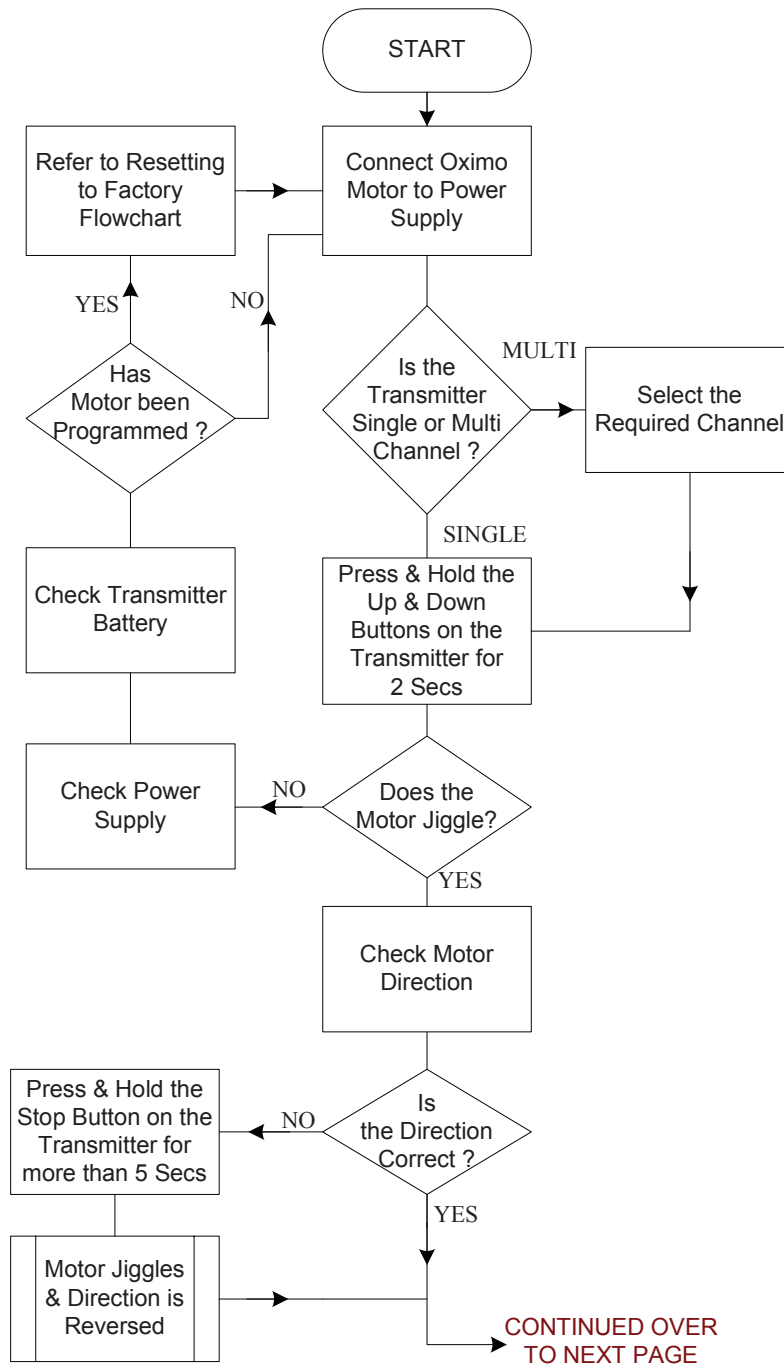 START
Refer to Resetting
to Factory
Flowchart
Connect Oximo
Motor to Power
Supply
YES
NO
Has
Motor been
Programmed ?
Is the
Transmitter
Single or Multi
Channel ?
MULTI
Select the
Required Channel
SINGLE
Check Transmitter
Battery
Press & Hold the
Up & Down
Buttons on the
Transmitter for
2 Secs
Check Power
Supply
NO
Does the
Motor Jiggle?
YES
Check Motor
Direction
Press & Hold the
Stop Button on the
Transmitter for
more than 5 Secs
NO
Is
the Direction
Correct ?
YES
Motor Jiggles
& Direction is
Reversed
CONTINUED OVER
TO NEXT PAGE